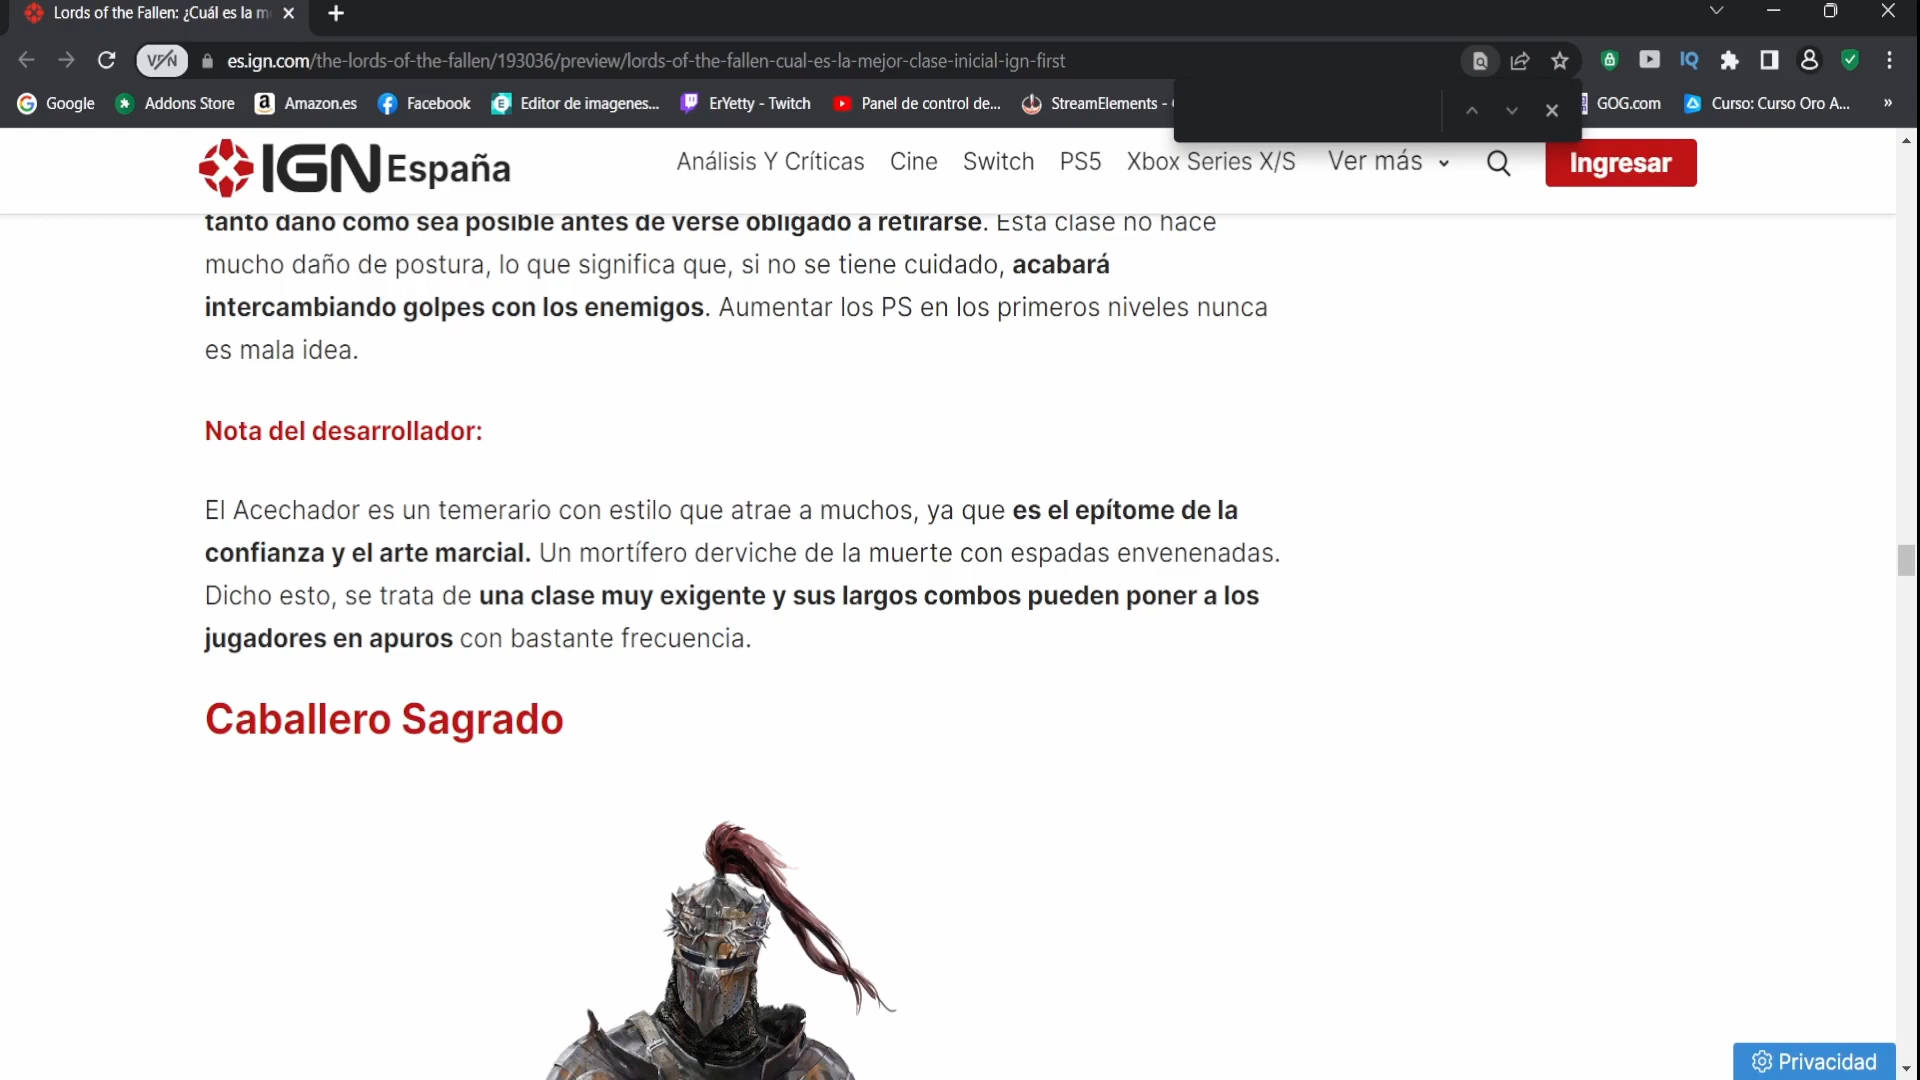 Lords of the Fallen: ¿Cuál es la m
VPN
es.ign.com/the-lords-of-the-fallen/193036/preview/lords-of-the-fallen-cual-es-la-mejor-clase-inicial-ign-first
IQ
Google Addons Store Amazon.es Facebook Editor de imagenes... ErYetty - Twitch Panel de control de... StreamElements - GOG.com Curso: Curso Oro A... »
IGN España Análisis Y Críticas Cine Switch PS5 Xbox Series X/S Ver más Ingresar
tanto daño como sea posible antes de verse obligado a retirarse. Esta clase no hace
mucho daño de postura, lo que significa que, si no se tiene cuidado, acabará
intercambiando golpes con los enemigos. Aumentar los PS en los primeros niveles nunca
es mala idea.
Nota del desarrollador:
El Acechador es un temerario con estilo que atrae a muchos, ya que es el epítome de la
confianza y el arte marcial. Un mortífero derviche de la muerte con espadas envenenadas.
Dicho esto, se trata de una clase muy exigente y sus largos combos pueden poner a los
jugadores en apuros con bastante frecuencia.
Caballero Sagrado
Privacidad